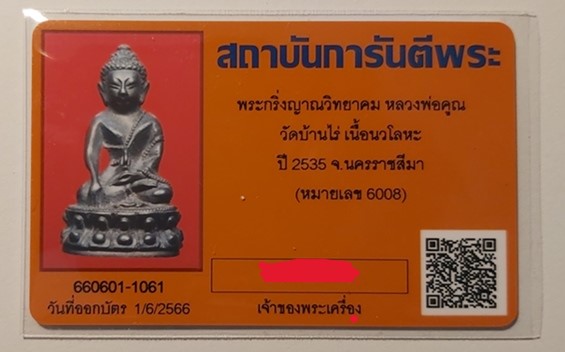 สถาบันการันตีพระ
พระกริ่งญาณวิทยาคม หลวงพ่อคูณ
วัดบ้านไร่ เนื้อนวโลหะ
ปี 2535 จ.นครราชสีมา
(หมายเลข 6008)
660601-1061
วันที่ออกบัตร 1/6/2566
เจ้าของพระเครื่อง